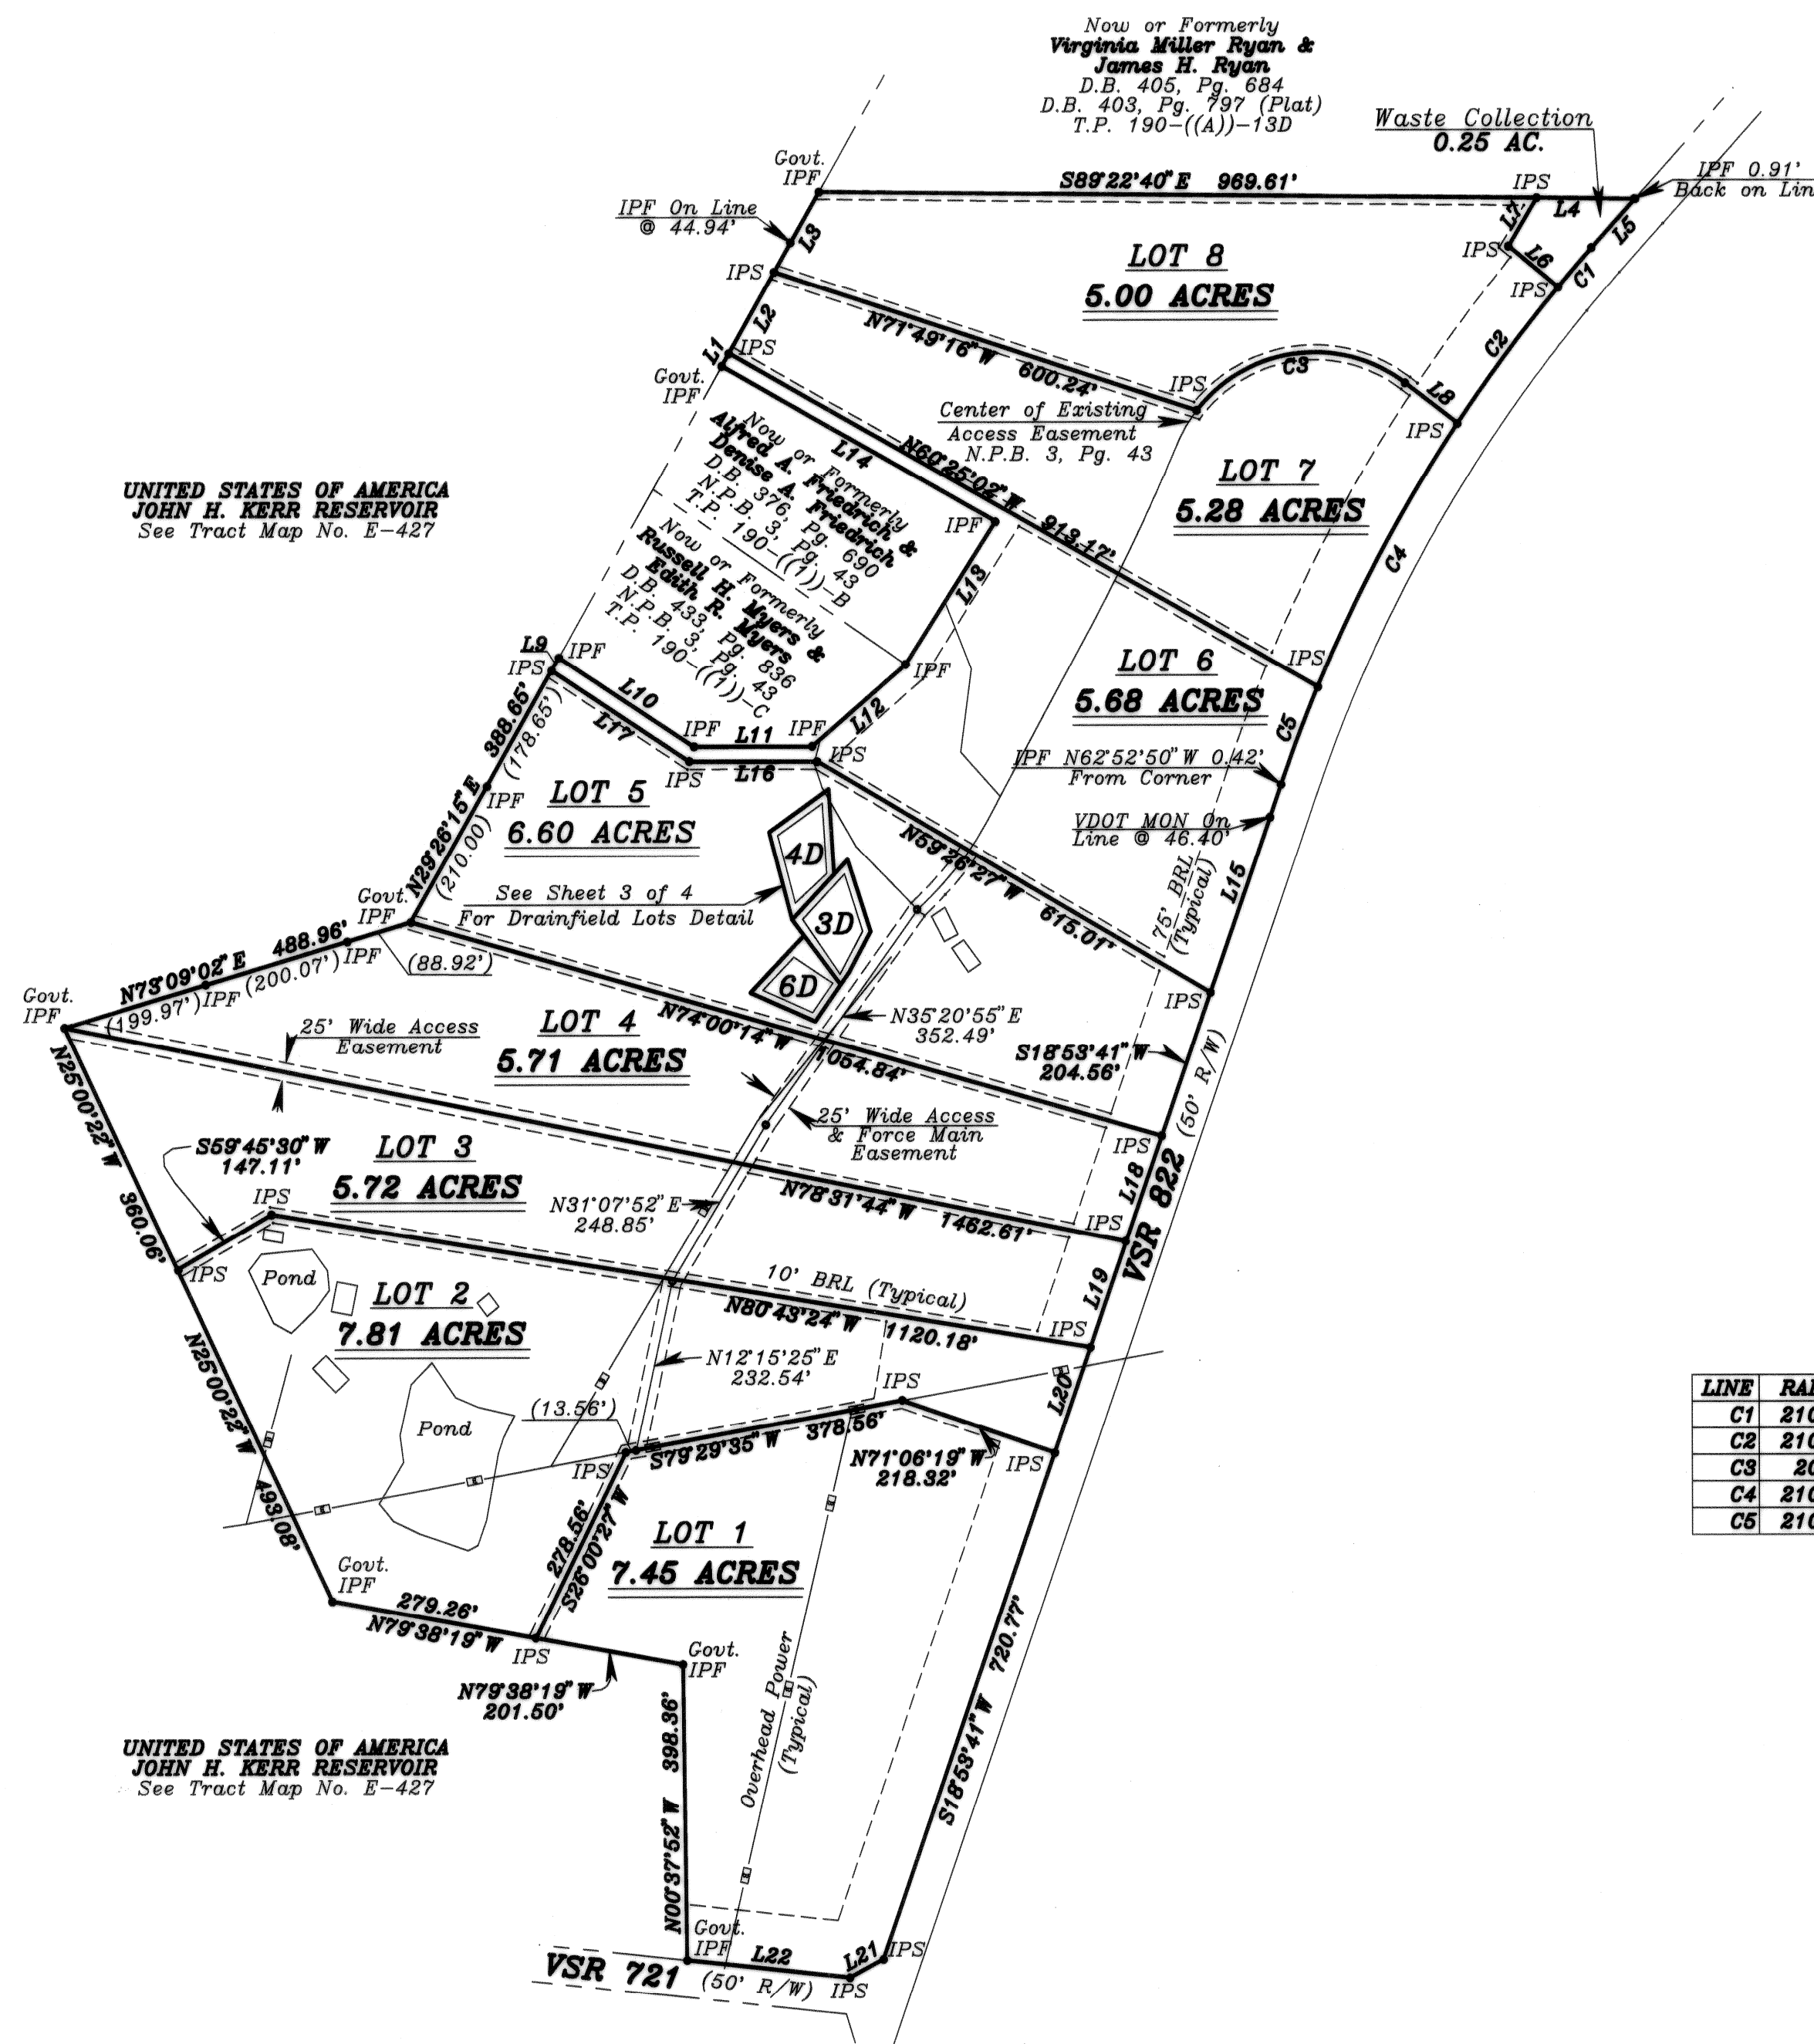 Now or Formerly
Virginia Miller Ryan &
James H. Ryan
D.B. 405, Pg. 684
D.B. 403, Pg. 797 (Plat)
T.P. 190-((A))-13D
Waste Collection
0.25 AC.
Govt.
IPF
S89°22'40"E 969.61'
IPS
L4
IPF 0.91'
Back on Lin
IPF On Line
@ 44.94'
L3
L7
L5
IPS
L6
C1
IPS
IPS
LOT 8
5.00 ACRES
L2
N71°49'16"W 600.24'
C2
L1
IPS
Govt.
IPF
C3
IPS
L8
IPS
Center of Existing
Access Easement
N.P.B. 3, Pg. 43
Now or Formerly
Alfred A. Friedrich &
Denise A. Friedrich
D.B. 376, Pg. 690
N.P.B. 3, Pg. 43
T.P. 190-((1))-B
L14
N60°25'02"W 913.17'
LOT 7
5.28 ACRES
UNITED STATES OF AMERICA
JOHN H. KERR RESERVOIR
See Tract Map No. E-427
IPF
C4
Now or Formerly
Russell H. Myers &
Edith R. Myers
D.B. 433, Pg. 836
N.P.B. 3, Pg. 43
T.P. 190-((1))-C
L13
L9
IPF
IPS
IPF
LOT 6
5.68 ACRES
IPS
L10
L17
L12
IPF
L11
IPF
IPS
L16
IPS
C5
IPF N62°52'50"W 0.42'
From Corner
N29°26'15"E 388.65'
(178.65')
IPF
(210.00')
LOT 5
6.60 ACRES
4D
3D
6D
N59°26'27"W 615.01'
VDOT MON On
Line @ 46.40'
75' BRL
(Typical)
L15
See Sheet 3 of 4
For Drainfield Lots Detail
Govt.
IPF
N73°09'02"E 488.96'
(88.92')
IPF
(200.07')
IPF
(199.97')
Govt.
IPF
IPS
25' Wide Access
Easement
LOT 4
5.71 ACRES
N74°00'14"W 1054.84'
N35°20'55"E
352.49'
S18°53'41"W
204.56'
(50' R/W)
N25°00'22"W 360.06'
25' Wide Access
& Force Main
Easement
IPS
S59°45'30"W
147.11'
LOT 3
5.72 ACRES
L18
VSR 822
IPS
N31°07'52"E
248.85'
N78°31'44"W 1462.61'
IPS
IPS
Pond
LOT 2
7.81 ACRES
10' BRL (Typical)
N80°43'24"W 1120.18'
L19
IPS
N12°15'25"E
232.54'
L20
IPS
(13.56')
Pond
N25°00'22"W 493.08'
S79°29'35"W 378.56'
N71°06'19"W
218.32'
IPS
IPS
LINE RAI
C1 210
C2 210
C3 20
C4 210
C5 210
278.56'
S26°00'27"W
LOT 1
7.45 ACRES
Govt.
IPF
279.26'
N79°38'19"W
IPS
Govt.
IPF
N79°38'19"W
201.50'
Overhead Power
(Typical)
S18°53'41"W 720.77'
UNITED STATES OF AMERICA
JOHN H. KERR RESERVOIR
See Tract Map No. E-427
N00°37'52"W 398.36'
Govt.
IPF
L22
L21
IPS
IPS
VSR 721 (50' R/W)